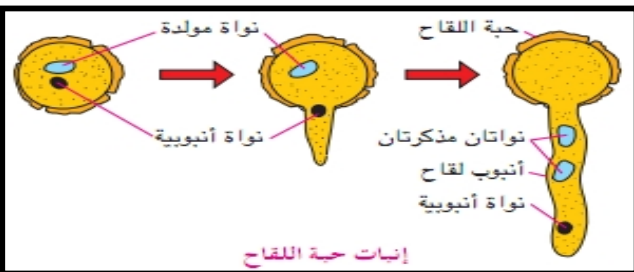 حبة اللقاح
نواة مولدة
نواة أنبوبية
نواتان مذكرتان
أنبوب لقاح
نواة أنبوبية
إنبات حبة اللقاح